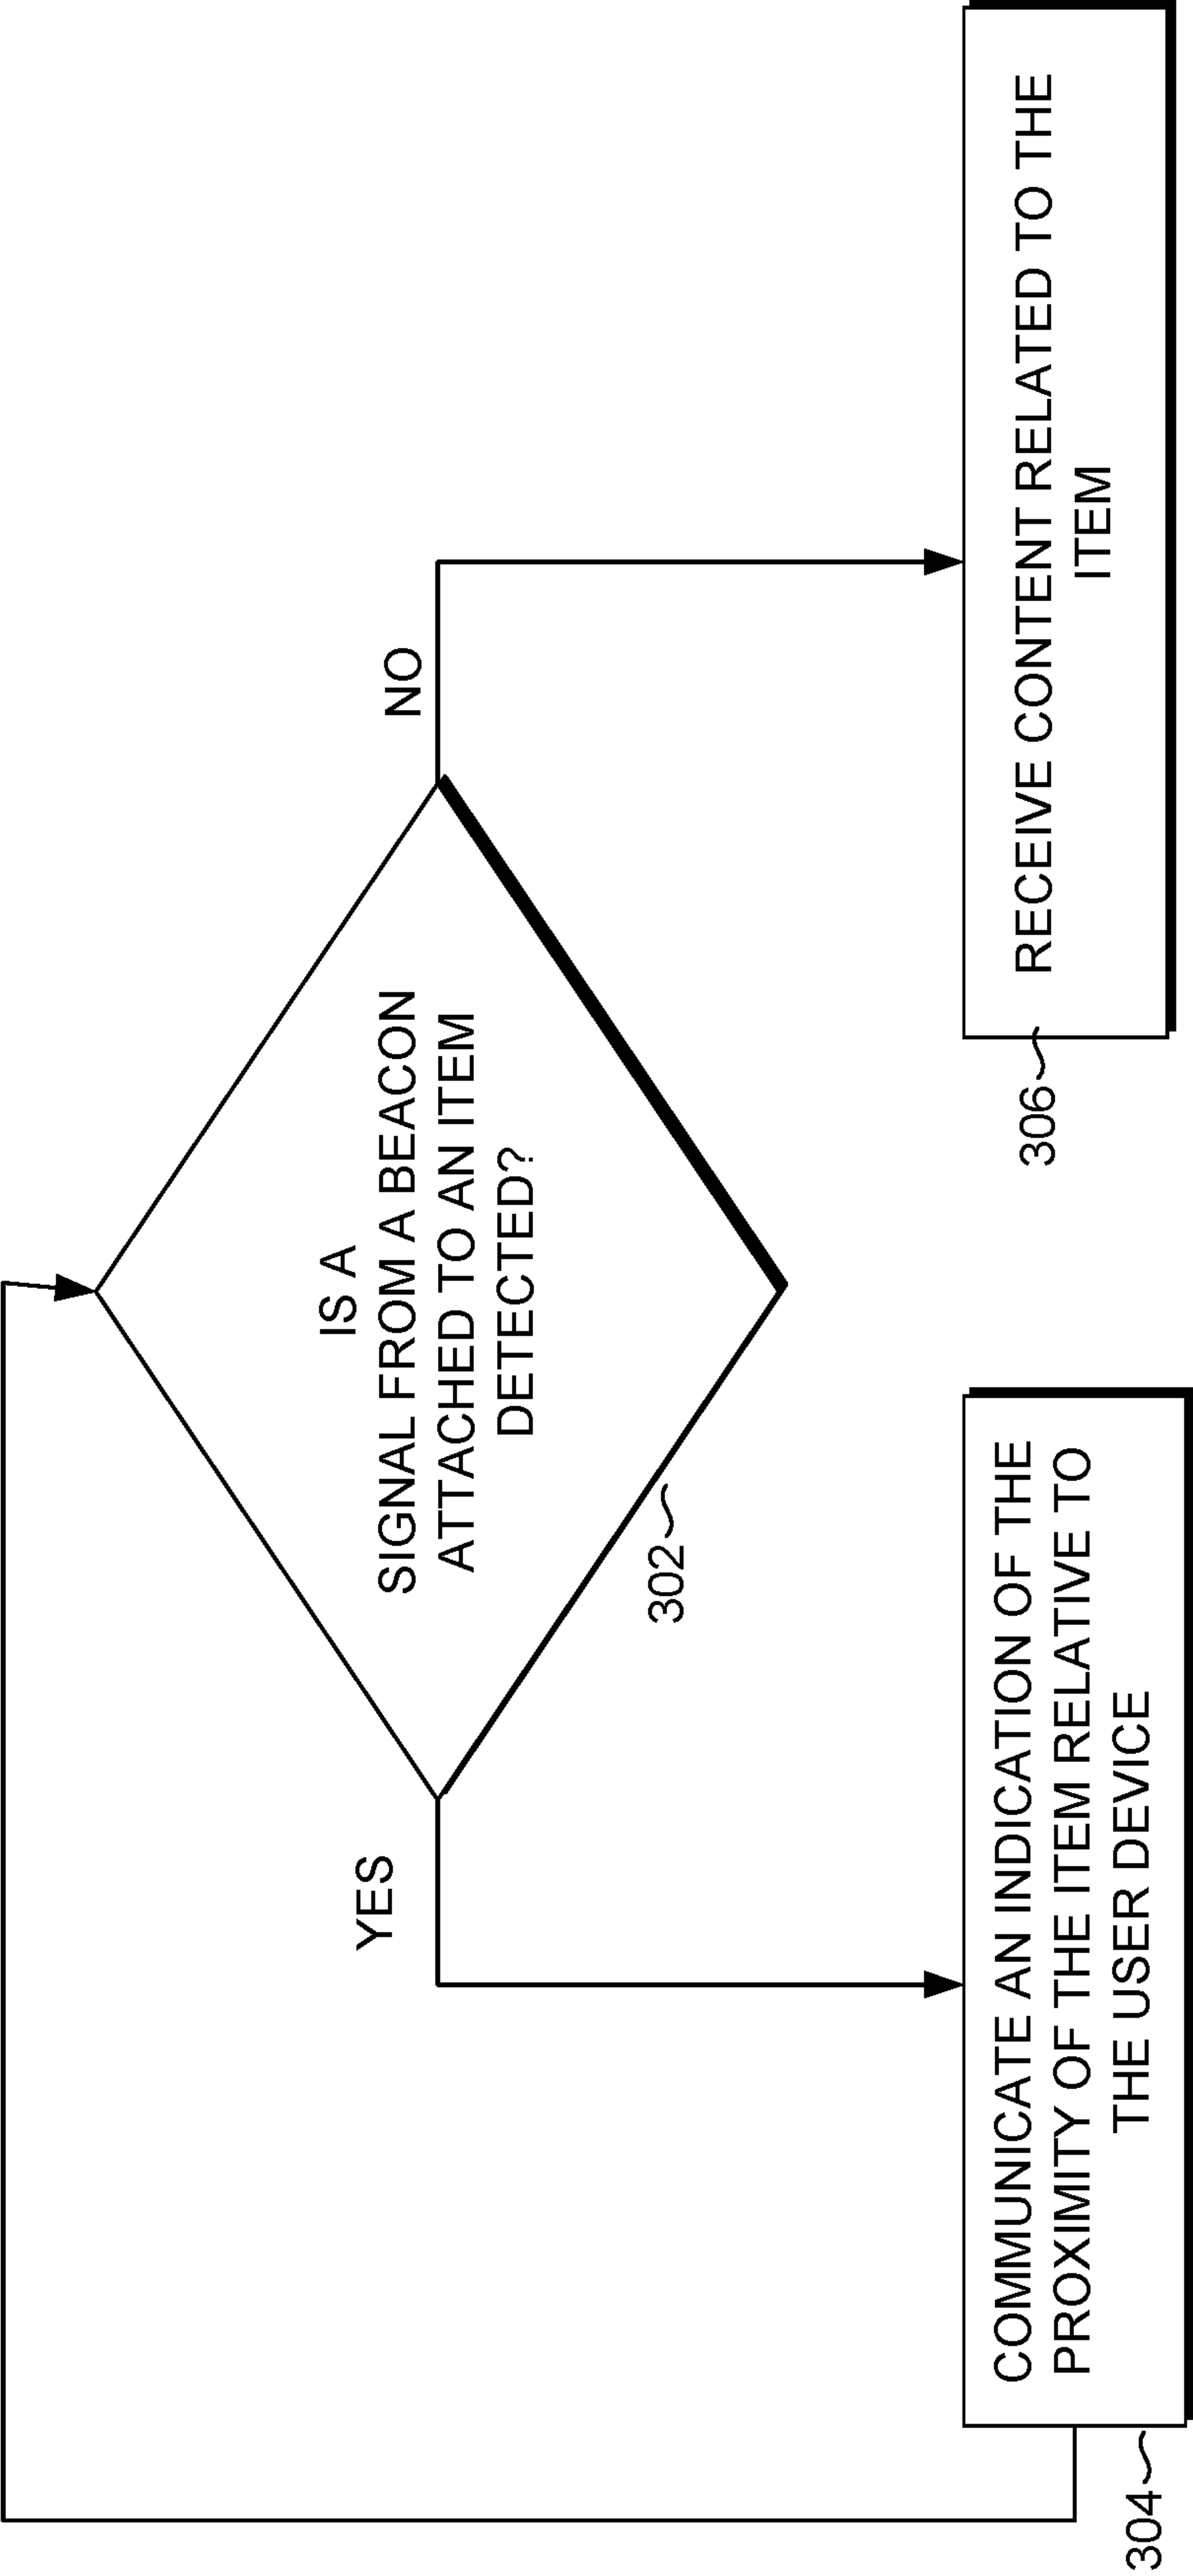 IS A
SIGNAL FROM A BEACON
ATTACHED TO AN ITEM
DETECTED?
302
YES
NO
COMMUNICATE AN INDICATION OF THE
PROXIMITY OF THE ITEM RELATIVE TO
THE USER DEVICE
304
RECEIVE CONTENT RELATED TO THE
ITEM
306